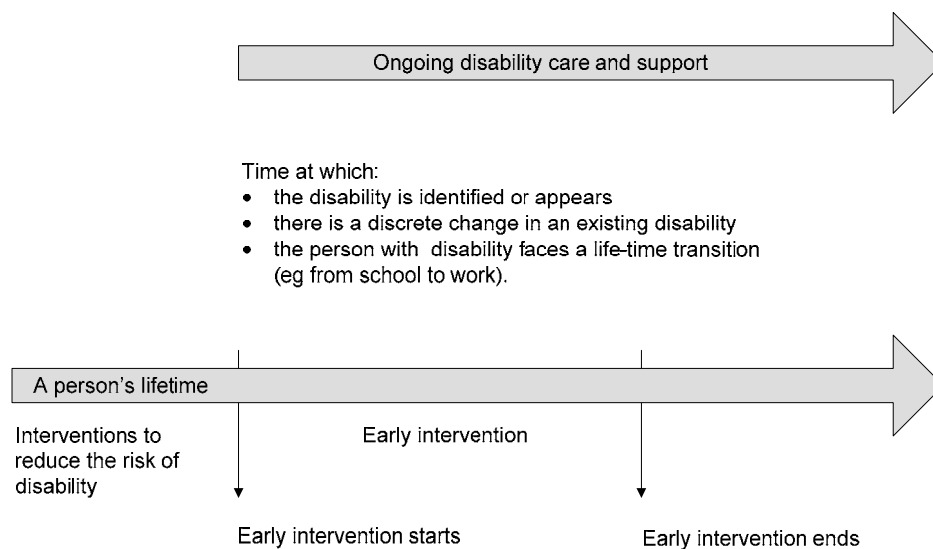 Ongoing disability care and support
Time at which:
• the disability is identified or appears
• there is a discrete change in an existing disability
• the person with disability faces a life-time transition
(eg from school to work).
A person's lifetime
Interventions to
reduce the risk of
disability
Early intervention
Early intervention starts
Early intervention ends